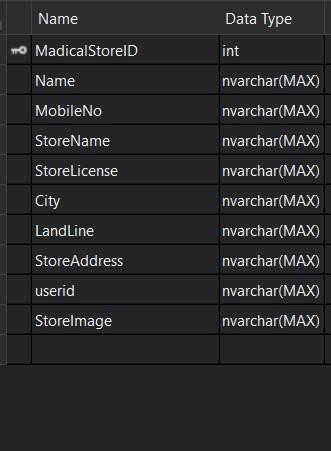 Name Data Type
MadicalStoreID int
Name nvarchar(MAX)
MobileNo nvarchar(MAX)
StoreName nvarchar(MAX)
StoreLicense nvarchar(MAX)
City nvarchar(MAX)
LandLine nvarchar(MAX)
StoreAddress nvarchar(MAX)
userid nvarchar(MAX)
StoreImage nvarchar(MAX)